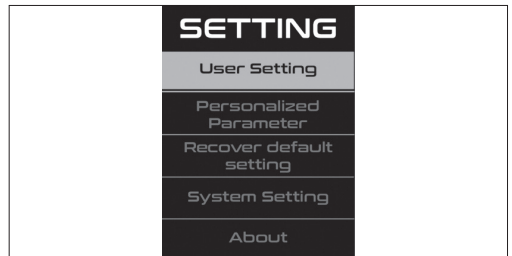 SETTING
User Setting
Personalized
Parameter
Recover default
setting
System Setting
About